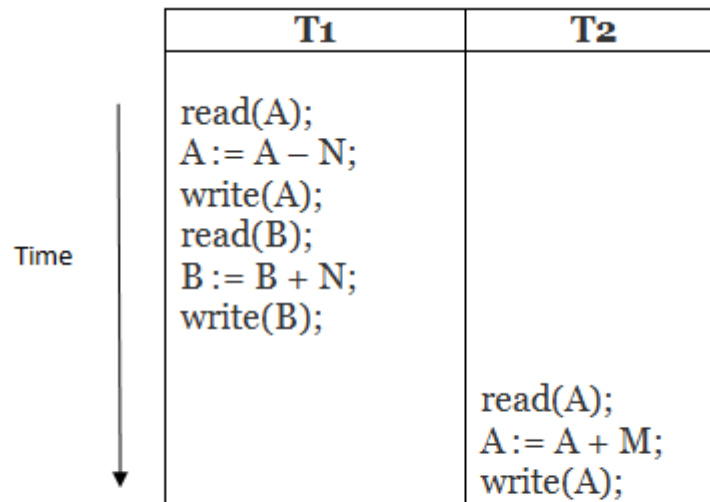 T1 T2
read(A);
A := A – N;
write(A);
read(B);
Time
B := B + N;
write(B);
read(A);
A := A + M;
write(A);